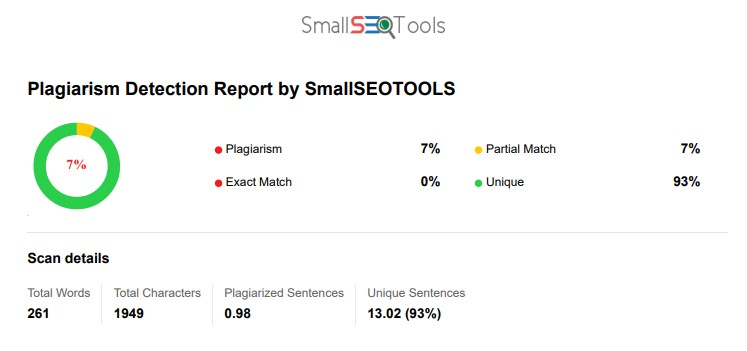 SmallSEOTools
Plagiarism Detection Report by SmallSEOTOOLS
7%
Plagiarism 7% Partial Match 7%
Exact Match 0% Unique 93%
Scan details
Total Words Total Characters Plagiarized Sentences Unique Sentences
261 1949 0.98 13.02 (93%)